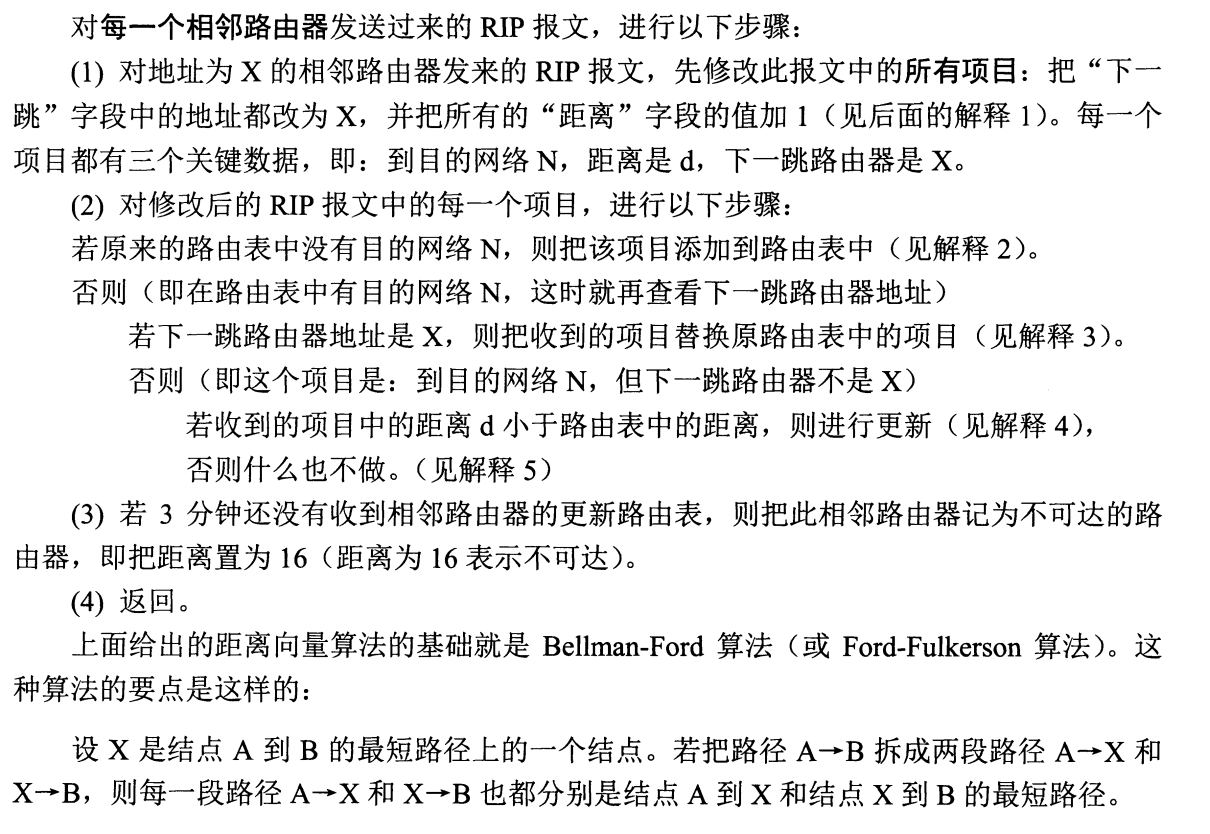 对每一个相邻路由器发送过来的 RIP 报文，进行以下步骤：
(1) 对地址为 X 的相邻路由器发来的 RIP 报文，先修改此报文中的所有项目：把“下一
跳”字段中的地址都改为 X，并把所有的“距离”字段的值加 1（见后面的解释 1）。每一个
项目都有三个关键数据，即：到目的网络 N，距离是 d，下一跳路由器是 X。
(2) 对修改后的 RIP 报文中的每一个项目，进行以下步骤：
若原来的路由表中没有目的网络 N，则把该项目添加到路由表中（见解释 2）。
否则（即在路由表中有目的网络 N，这时就再查看下一跳路由器地址）
若下一跳路由器地址是 X，则把收到的项目替换原路由表中的项目（见解释 3）。
否则（即这个项目是：到目的网络 N，但下一跳路由器不是 X）
若收到的项目中的距离 d 小于路由表中的距离，则进行更新（见解释 4），
否则什么也不做。（见解释 5）
(3) 若 3 分钟还没有收到相邻路由器的更新路由表，则把此相邻路由器记为不可达的路
由器，即把距离置为 16（距离为 16 表示不可达）。
(4) 返回。
上面给出的距离向量算法的基础就是 Bellman-Ford 算法（或 Ford-Fulkerson 算法）。这
种算法的要点是这样的：
设 X 是结点 A 到 B 的最短路径上的一个结点。若把路径 A→B 拆成两段路径 A→X 和
X→B，则每一段路径 A→X 和 X→B 也都分别是结点 A 到 X 和结点 X 到 B 的最短路径。